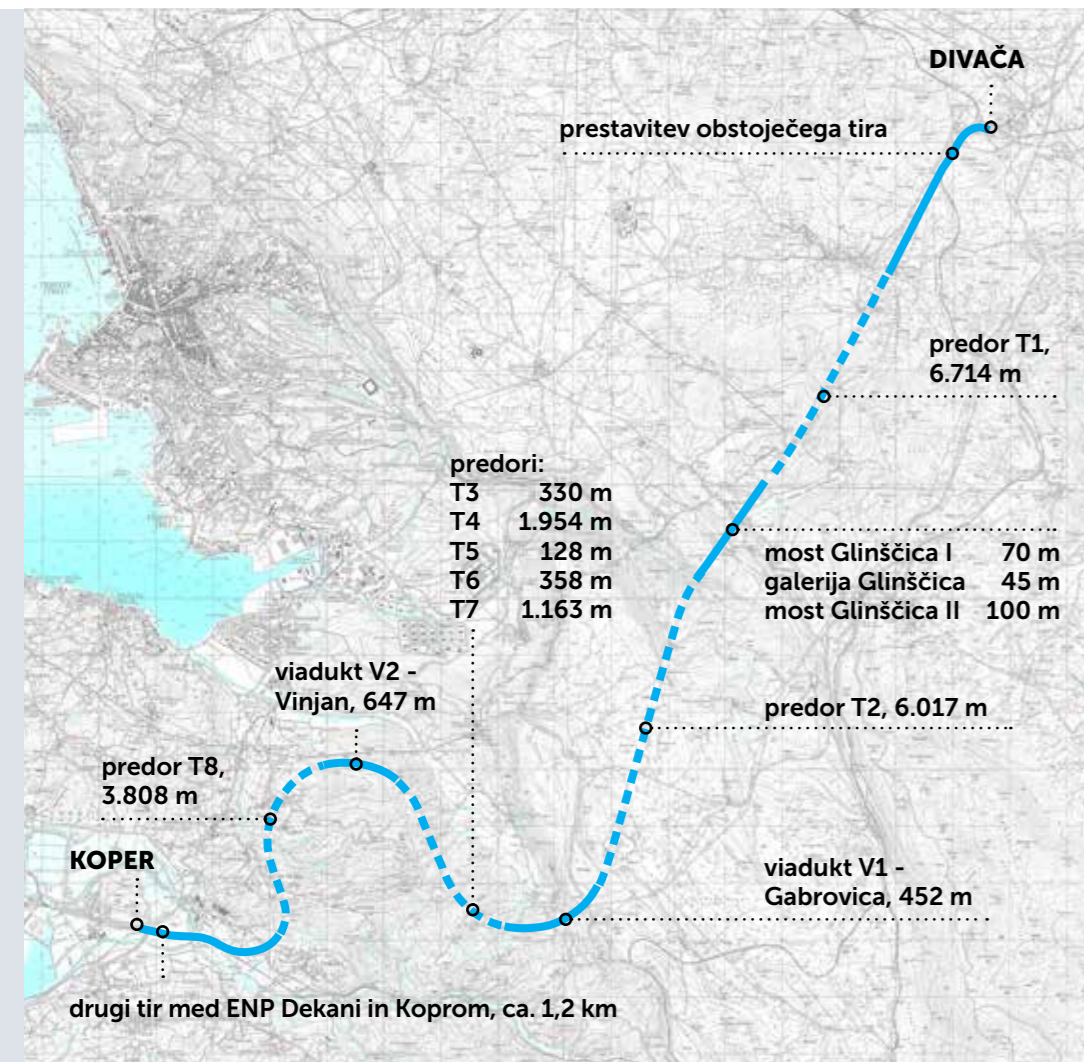 DIVAČA
prestavitev obstoječega tira
predor T1,
6.714 m
predori:
T3 330 m
T4 1.954 m
T5 128 m
T6 358 m
T7 1.163 m
most Glinščica I 70 m
galerija Glinščica 45 m
most Glinščica II 100 m
viadukt V2 -
Vinjan, 647 m
predor T2, 6.017 m
predor T8,
3.808 m
KOPER
viadukt V1 -
Gabrovica, 452 m
drugi tir med ENP Dekani in Koprom, ca. 1,2 km